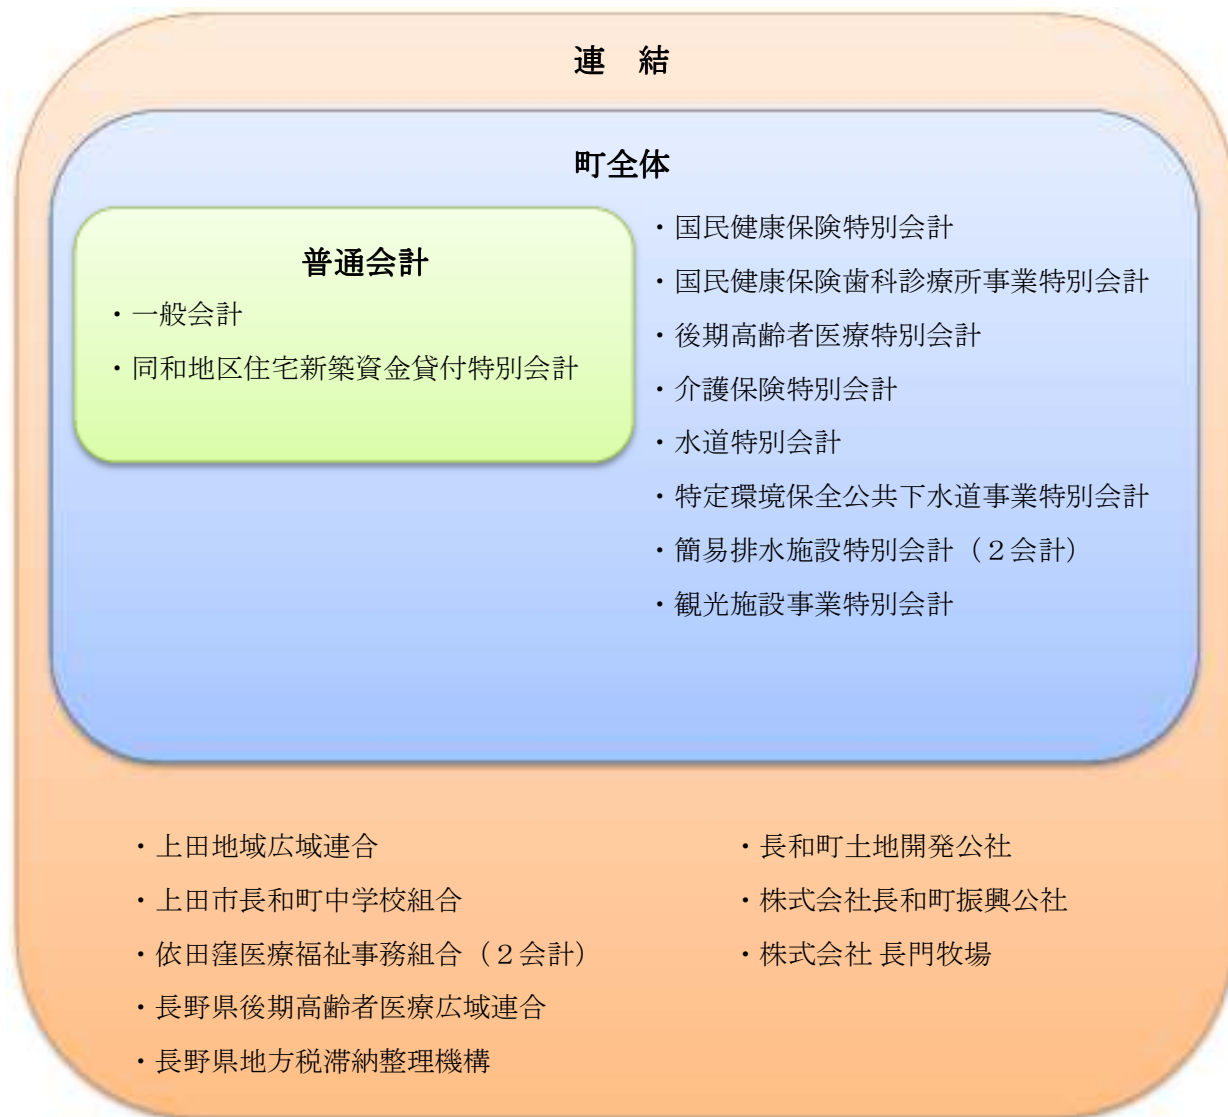 連　結
町全体
普通会計
・一般会計
・同和地区住宅新築資金貸付特別会計
・国民健康保険特別会計
・国民健康保険歯科診療所事業特別会計
・後期高齢者医療特別会計
・介護保険特別会計
・水道特別会計
・特定環境保全公共下水道事業特別会計
・簡易排水施設特別会計（２会計）
・観光施設事業特別会計
・上田地域広域連合
・上田市長和町中学校組合
・依田窪医療福祉事務組合（２会計）
・長野県後期高齢者医療広域連合
・長野県地方税滞納整理機構
・長和町土地開発公社
・株式会社長和町振興公社
・株式会社 長門牧場